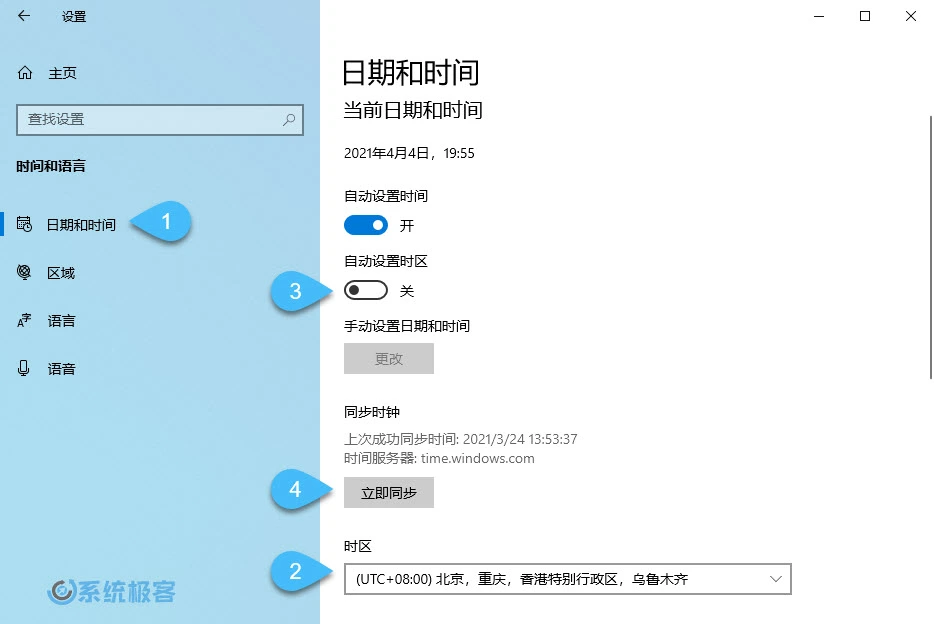 设置
主页
查找设置
时间和语言
日期和时间
1
区域
语言
语音
系统极客
日期和时间
当前日期和时间
2021年4月4日，19:55
自动设置时间
开
自动设置时区
3
关
手动设置日期和时间
更改
同步时钟
上次成功同步时间: 2021/3/24 13:53:37
时间服务器: time.windows.com
4
立即同步
时区
2
(UTC+08:00) 北京，重庆，香港特别行政区，乌鲁木齐